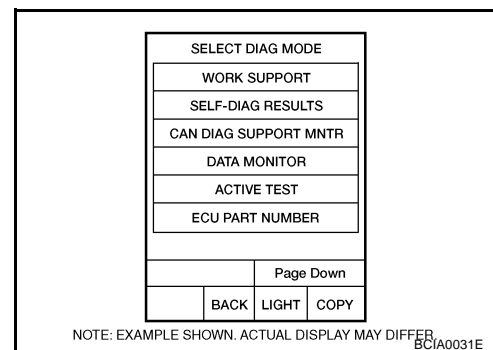 SELECT DIAG MODE
WORK SUPPORT
SELF-DIAG RESULTS
CAN DIAG SUPPORT MNTR
DATA MONITOR
ACTIVE TEST
ECU PART NUMBER
Page Down
BACK LIGHT COPY
NOTE: EXAMPLE SHOWN. ACTUAL DISPLAY MAY DIFFER.
BCIA0031E